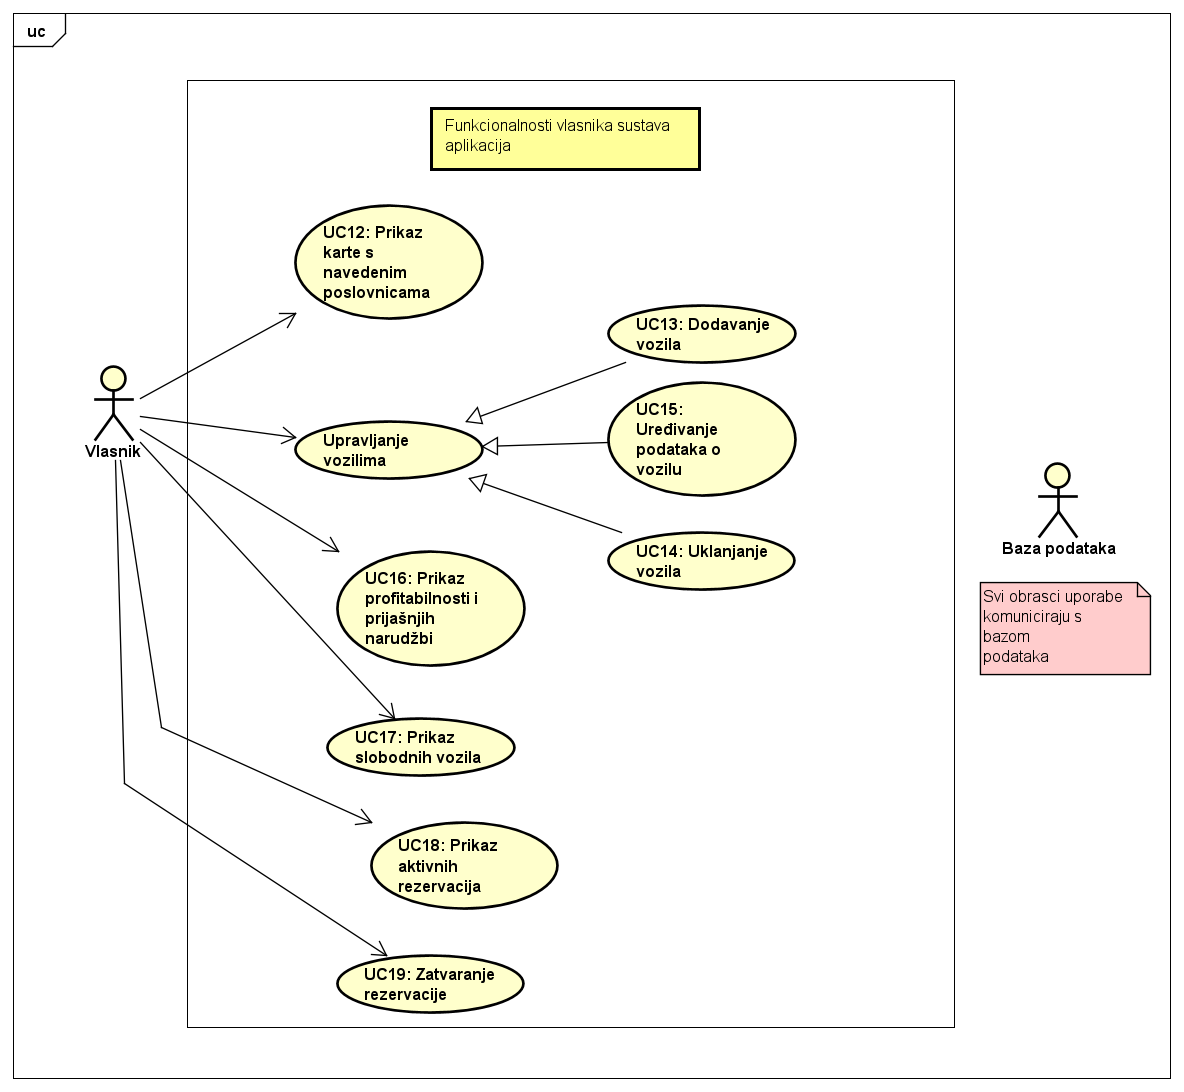 uc
Funkcionalnosti vlasnika sustava
aplikacija
UC12: Prikaz
karte s
navedenim
poslovnicama
UC13: Dodavanje
vozila
UC15:
Uređivanje
podataka o
vozilu
Vlasnik
Upravljanje
vozilima
UC14: Uklanjanje
vozila
Baza podataka
Svi obrasci uporabe
komuniciraju s
bazom
podataka
UC16: Prikaz
profitabilnosti i
prijašnjih
narudžbi
UC17: Prikaz
slobodnih vozila
UC18: Prikaz
aktivnih
rezervacija
UC19: Zatvaranje
rezervacije